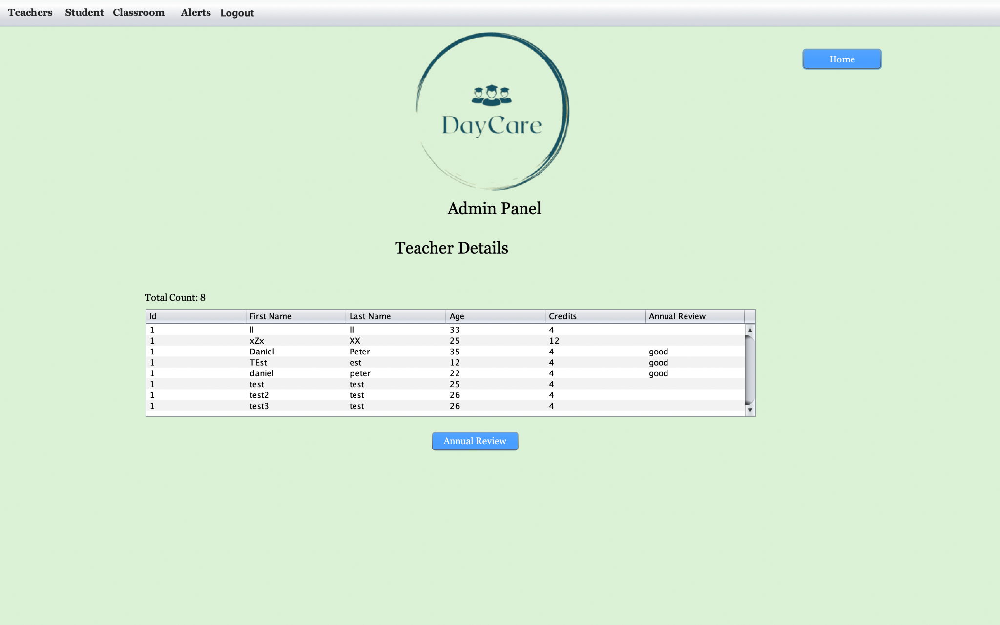 Teachers Student Classroom Alerts Logout
Home
DayCare
Admin Panel
Teacher Details
Total Count: 8
Id First Name Last Name Age Credits Annual Review
1 ll ll 33 4
1 xZx XX 25 12
1 Daniel Peter 35 4 good
1 TEst est 12 4 good
1 daniel peter 22 4 good
1 test test 25 4
1 test2 test 26 4
1 test3 test 26 4
Annual Review